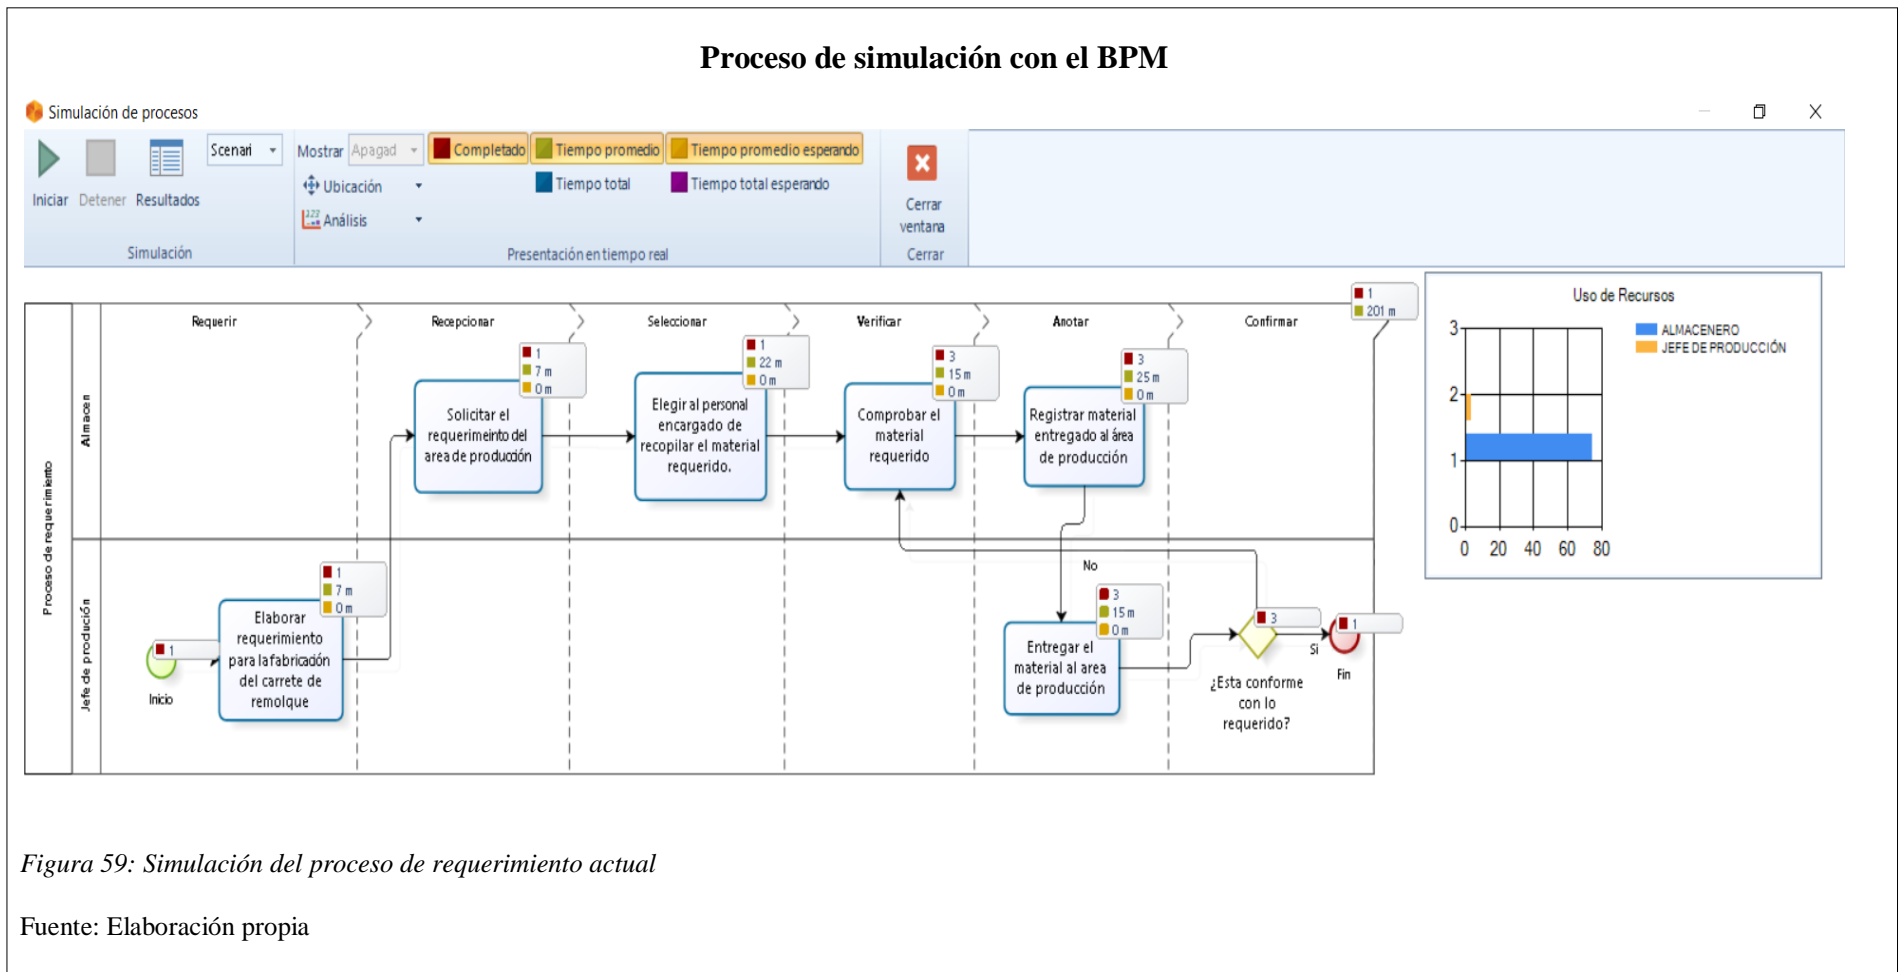 Proceso de simulación con el BPM
Simulación de procesos
Iniciar
Detener
Resultados
Scenari
Simulación
Mostrar
Apagad
Ubicación
Análisis
Completado
Tiempo promedio
Tiempo promedio esperando
Tiempo total
Tiempo total esperando
Presentación en tiempo real
Cerrar
ventana
Cerrar
Proceso de requerimiento
Almacen
Jefe de produción
Requerir
Recepcionar
Seleccionar
Verificar
Anotar
Confirmar
1
201 m
1
7 m
0 m
Solicitar el
requerimeinto del
area de producción
1
22 m
0 m
Elegir al personal
encargado de
recopilar el material
requerido.
3
15 m
0 m
Comprobar el
material
requerido
3
25 m
0 m
Registrar material
entregado al área
de producción
1
Inicio
1
7 m
0 m
Elaborar
requerimiento
para la fabricación
del carrete de
remolque
No
3
15 m
0 m
Entregar el
material al area
de producción
3
¿Esta conforme
con lo
requerido?
Si
1
Fin
Uso de Recursos
3
2
1
0
0 20 40 60 80
ALMACENERO
JEFE DE PRODUCCIÓN
Figura 59: Simulación del proceso de requerimiento actual
Fuente: Elaboración propia